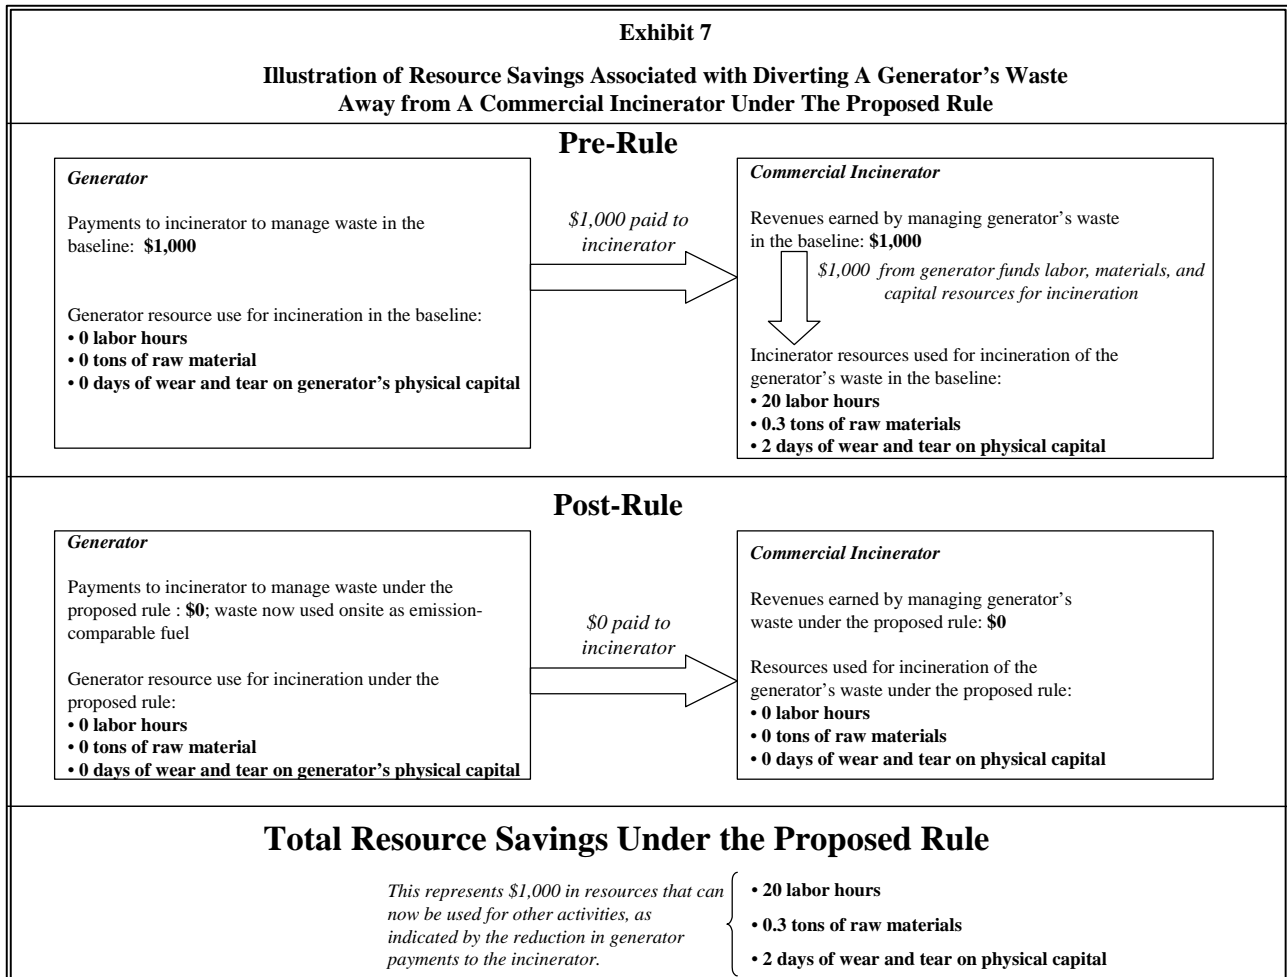 Exhibit 7
Illustration of Resource Savings Associated with Diverting A Generator's Waste
Away from A Commercial Incinerator Under The Proposed Rule
Pre-Rule
Generator
Payments to incinerator to manage waste in the
baseline: $1,000
Generator resource use for incineration in the baseline:
• 0 labor hours
• 0 tons of raw material
• 0 days of wear and tear on generator's physical capital
$1,000 paid to
incinerator
Commercial Incinerator
Revenues earned by managing generator's waste
in the baseline: $1,000
$1,000 from generator funds labor, materials, and
capital resources for incineration
Incinerator resources used for incineration of the
generator's waste in the baseline:
• 20 labor hours
• 0.3 tons of raw materials
• 2 days of wear and tear on physical capital
Post-Rule
Generator
Payments to incinerator to manage waste under the
proposed rule : $0; waste now used onsite as emission-
comparable fuel
Generator resource use for incineration under the
proposed rule:
• 0 labor hours
• 0 tons of raw material
• 0 days of wear and tear on generator's physical capital
$0 paid to
incinerator
Commercial Incinerator
Revenues earned by managing generator's
waste under the proposed rule: $0
Resources used for incineration of the
generator's waste under the proposed rule:
• 0 labor hours
• 0 tons of raw materials
• 0 days of wear and tear on physical capital
Total Resource Savings Under the Proposed Rule
This represents $1,000 in resources that can
now be used for other activities, as
indicated by the reduction in generator
payments to the incinerator.
• 20 labor hours
• 0.3 tons of raw materials
• 2 days of wear and tear on physical capital